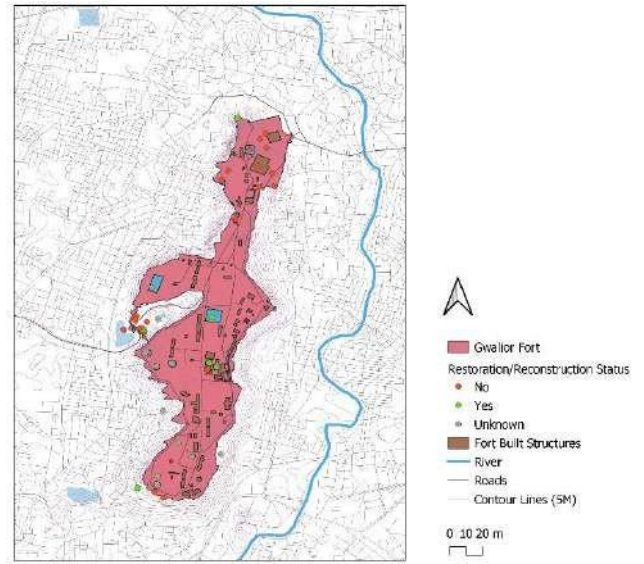 Gwalior Fort
Restoration/Reconstruction Status
No
Yes
Unknown
Fort Built Structures
River
Roads
Contour Lines (5M)
0 10 20 m